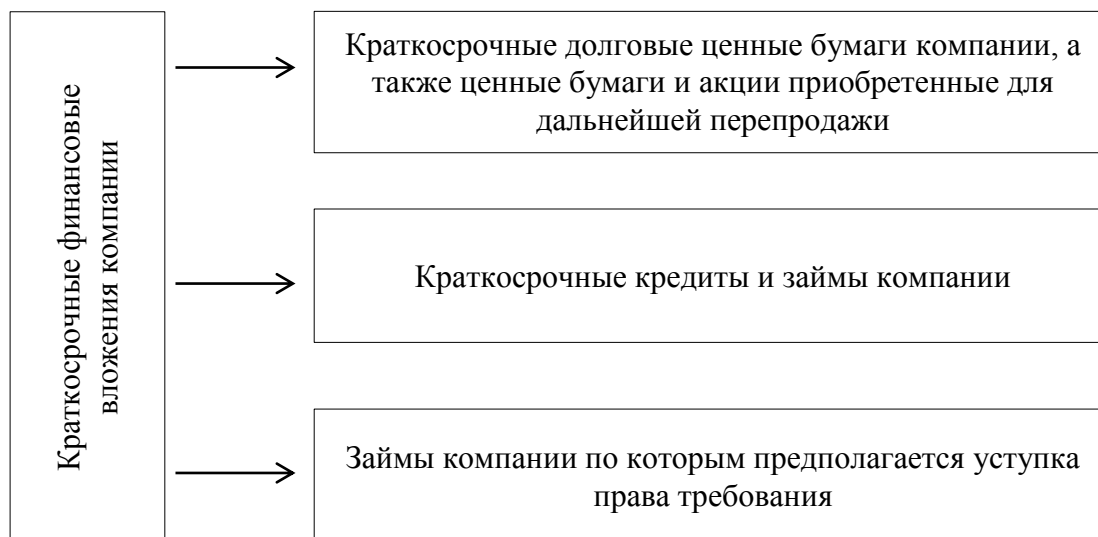 Краткосрочные финансовые
вложения компании
Краткосрочные долговые ценные бумаги компании, а
также ценные бумаги и акции приобретенные для
дальнейшей перепродажи
Краткосрочные кредиты и займы компании
Займы компании по которым предполагается уступка
права требования